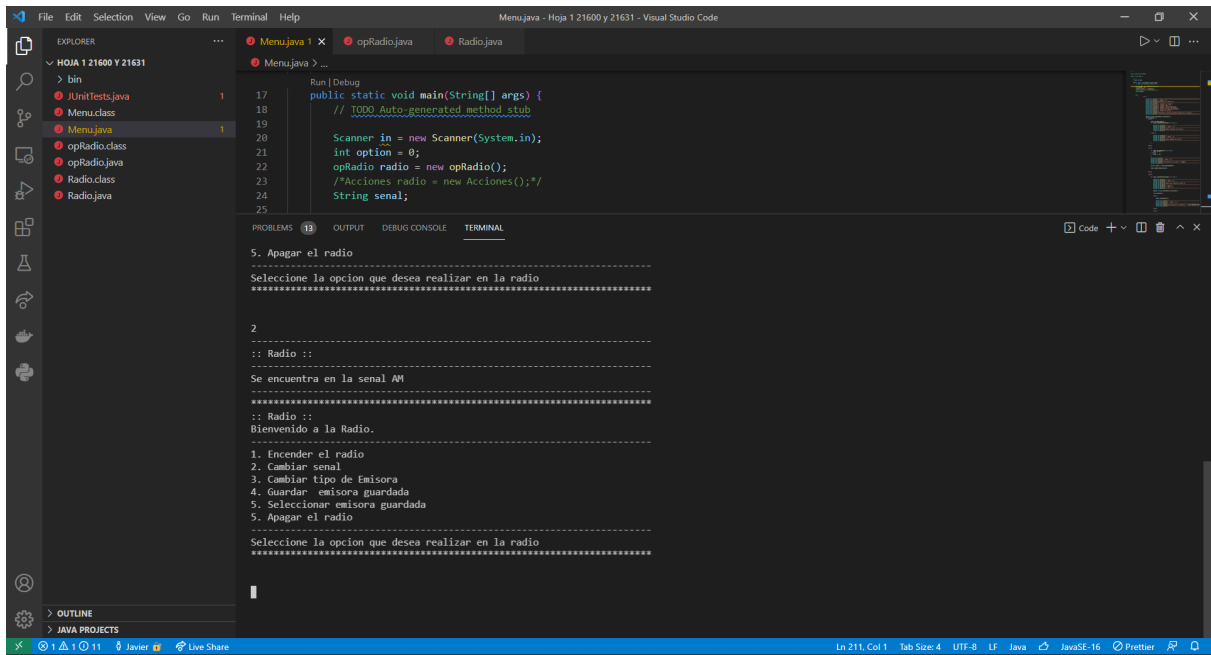 File Edit Selection View Go Run Terminal Help
Menu.java - Hoja 1 21600 y 21631 - Visual Studio Code
EXPLORER
HOJA 1 21600 Y 21631
bin
JUnitTests.java 1
Menu.class
Menu.java 1
opRadio.class
opRadio.java
Radio.class
Radio.java
OUTLINE
JAVA PROJECTS
Menu.java 1
opRadio.java
Radio.java
Menu.java > ...
Run | Debug
17 public static void main(String[] args) {
18 // TODO Auto-generated method stub
19
20 Scanner in = new Scanner(System.in);
21 int option = 0;
22 opRadio radio = new opRadio();
23 /*Acciones radio = new Acciones();*/
24 String senal;
25
PROBLEMS 13 OUTPUT DEBUG CONSOLE TERMINAL
Code
5. Apagar el radio
Seleccione la opcion que desea realizar en la radio
2
:: Radio ::
Se encuentra en la senal AM
:: Radio ::
Bienvenido a la Radio.
1. Encender el radio
2. Cambiar senal
3. Cambiar tipo de Emisora
4. Guardar  emisora guardada
5. Seleccionar emisora guardada
5. Apagar el radio
Seleccione la opcion que desea realizar en la radio
1 1 11 Javier Live Share
Ln 211, Col 1 Tab Size: 4 UTF-8 LF Java JavaSE-16 Prettier